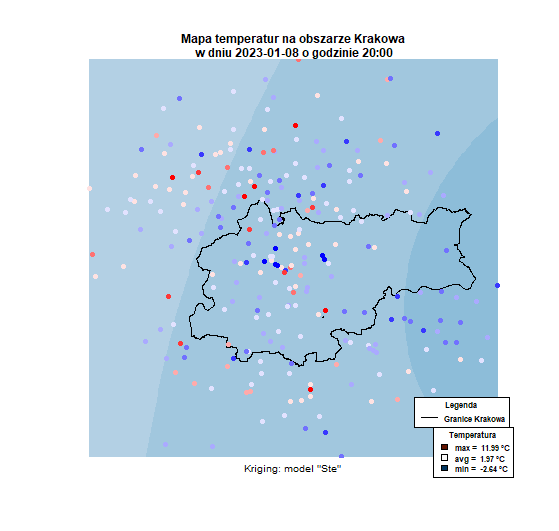 Mapa temperatur na obszarze Krakowa
w dniu 2023-01-08 o godzinie 20:00
Legenda
Granice Krakowa
Temperatura
max = 11.99 °C
avg = 1.97 °C
min = -2.64 °C
Kriging: model "Ste"